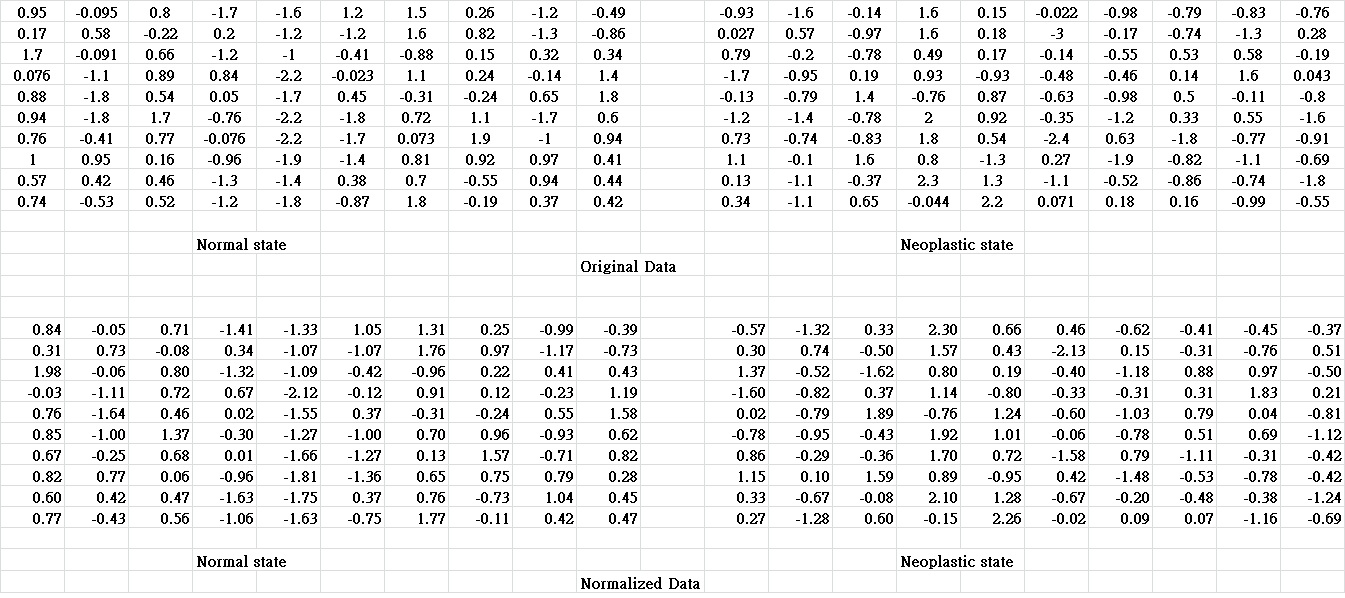 0.95 -0.095 0.8 -1.7 -1.6 1.2 1.5 0.26 -1.2 -0.49 -0.93 -1.6 -0.14 1.6 0.15 -0.022 -0.98 -0.79 -0.83 -0.76
0.17 0.58 -0.22 0.2 -1.2 -1.2 1.6 0.82 -1.3 -0.86 0.027 0.57 -0.97 1.6 0.18 -3 -0.17 -0.74 -1.3 0.28
1.7 -0.091 0.66 -1.2 -1 -0.41 -0.88 0.15 0.32 0.34 0.79 -0.2 -0.78 0.49 0.17 -0.14 -0.55 0.53 0.58 -0.19
0.076 -1.1 0.89 0.84 -2.2 -0.023 1.1 0.24 -0.14 1.4 -1.7 -0.95 0.19 0.93 -0.93 -0.48 -0.46 0.14 1.6 0.043
0.88 -1.8 0.54 0.05 -1.7 0.45 -0.31 -0.24 0.65 1.8 -0.13 -0.79 1.4 -0.76 0.87 -0.63 -0.98 0.5 -0.11 -0.8
0.94 -1.8 1.7 -0.76 -2.2 -1.8 0.72 1.1 -1.7 0.6 -1.2 -1.4 -0.78 2 0.92 -0.35 -1.2 0.33 0.55 -1.6
0.76 -0.41 0.77 -0.076 -2.2 -1.7 0.073 1.9 -1 0.94 0.73 -0.74 -0.83 1.8 0.54 -2.4 0.63 -1.8 -0.77 -0.91
1 0.95 0.16 -0.96 -1.9 -1.4 0.81 0.92 0.97 0.41 1.1 -0.1 1.6 0.8 -1.3 0.27 -1.9 -0.82 -1.1 -0.69
0.57 0.42 0.46 -1.3 -1.4 0.38 0.7 -0.55 0.94 0.44 0.13 -1.1 -0.37 2.3 1.3 -1.1 -0.52 -0.86 -0.74 -1.8
0.74 -0.53 0.52 -1.2 -1.8 -0.87 1.8 -0.19 0.37 0.42 0.34 -1.1 0.65 -0.044 2.2 0.071 0.18 0.16 -0.99 -0.55
Normal state Neoplastic state
Original Data
0.84 -0.05 0.71 -1.41 -1.33 1.05 1.31 0.25 -0.99 -0.39 -0.57 -1.32 0.33 2.30 0.66 0.46 -0.62 -0.41 -0.45 -0.37
0.31 0.73 -0.08 0.34 -1.07 -1.07 1.76 0.97 -1.17 -0.73 0.30 0.74 -0.50 1.57 0.43 -2.13 0.15 -0.31 -0.76 0.51
1.98 -0.06 0.80 -1.32 -1.09 -0.42 -0.96 0.22 0.41 0.43 1.37 -0.52 -1.62 0.80 0.19 -0.40 -1.18 0.88 0.97 -0.50
-0.03 -1.11 0.72 0.67 -2.12 -0.12 0.91 0.12 -0.23 1.19 -1.60 -0.82 0.37 1.14 -0.80 -0.33 -0.31 0.31 1.83 0.21
0.76 -1.64 0.46 0.02 -1.55 0.37 -0.31 -0.24 0.55 1.58 0.02 -0.79 1.89 -0.76 1.24 -0.60 -1.03 0.79 0.04 -0.81
0.85 -1.00 1.37 -0.30 -1.27 -1.00 0.70 0.96 -0.93 0.62 -0.78 -0.95 -0.43 1.92 1.01 -0.06 -0.78 0.51 0.69 -1.12
0.67 -0.25 0.68 0.01 -1.66 -1.27 0.13 1.57 -0.71 0.82 0.86 -0.29 -0.36 1.70 0.72 -1.58 0.79 -1.11 -0.31 -0.42
0.82 0.77 0.06 -0.96 -1.81 -1.36 0.65 0.75 0.79 0.28 1.15 0.10 1.59 0.89 -0.95 0.42 -1.48 -0.53 -0.78 -0.42
0.60 0.42 0.47 -1.63 -1.75 0.37 0.76 -0.73 1.04 0.45 0.33 -0.67 -0.08 2.10 1.28 -0.67 -0.20 -0.48 -0.38 -1.24
0.77 -0.43 0.56 -1.06 -1.63 -0.75 1.77 -0.11 0.42 0.47 0.27 -1.28 0.60 -0.15 2.26 -0.02 0.09 0.07 -1.16 -0.69
Normal state Neoplastic state
Normalized Data